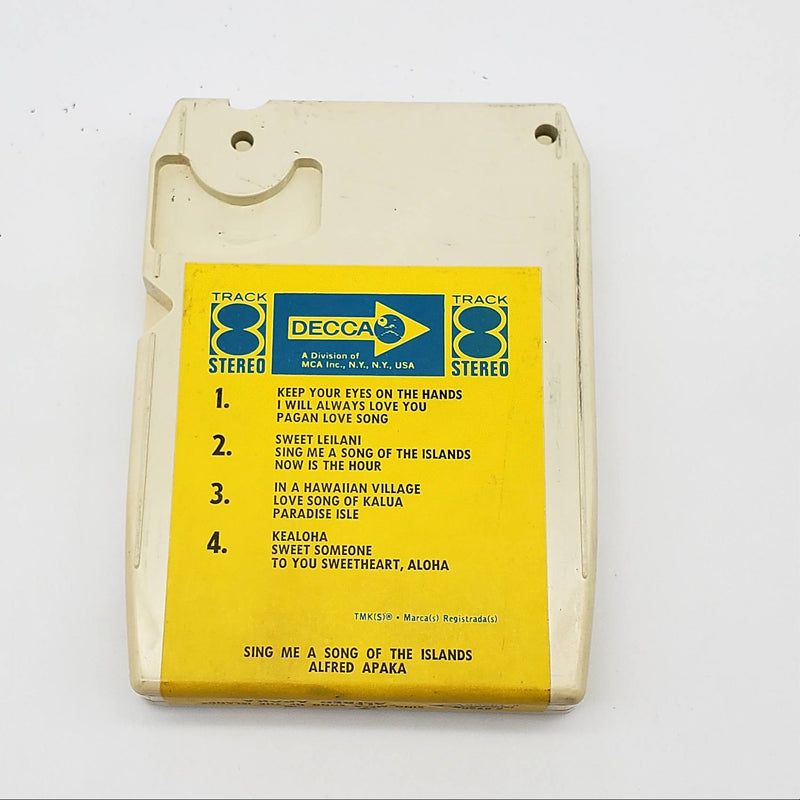 TRACK
8
STEREO
DECCA
A Division of
MCA Inc., N.Y., N.Y., USA
TRACK
8
STEREO
1. KEEP YOUR EYES ON THE HANDS
I WILL ALWAYS LOVE YOU
PAGAN LOVE SONG
2. SWEET LEILANI
SING ME A SONG OF THE ISLANDS
NOW IS THE HOUR
3. IN A HAWAIIAN VILLAGE
LOVE SONG OF KALUA
PARADISE ISLE
4. KEALOHA
SWEET SOMEONE
TO YOU SWEETHEART, ALOHA
TMK(S)® • Marca(s) Registrada(s)
SING ME A SONG OF THE ISLANDS
ALFRED APAKA